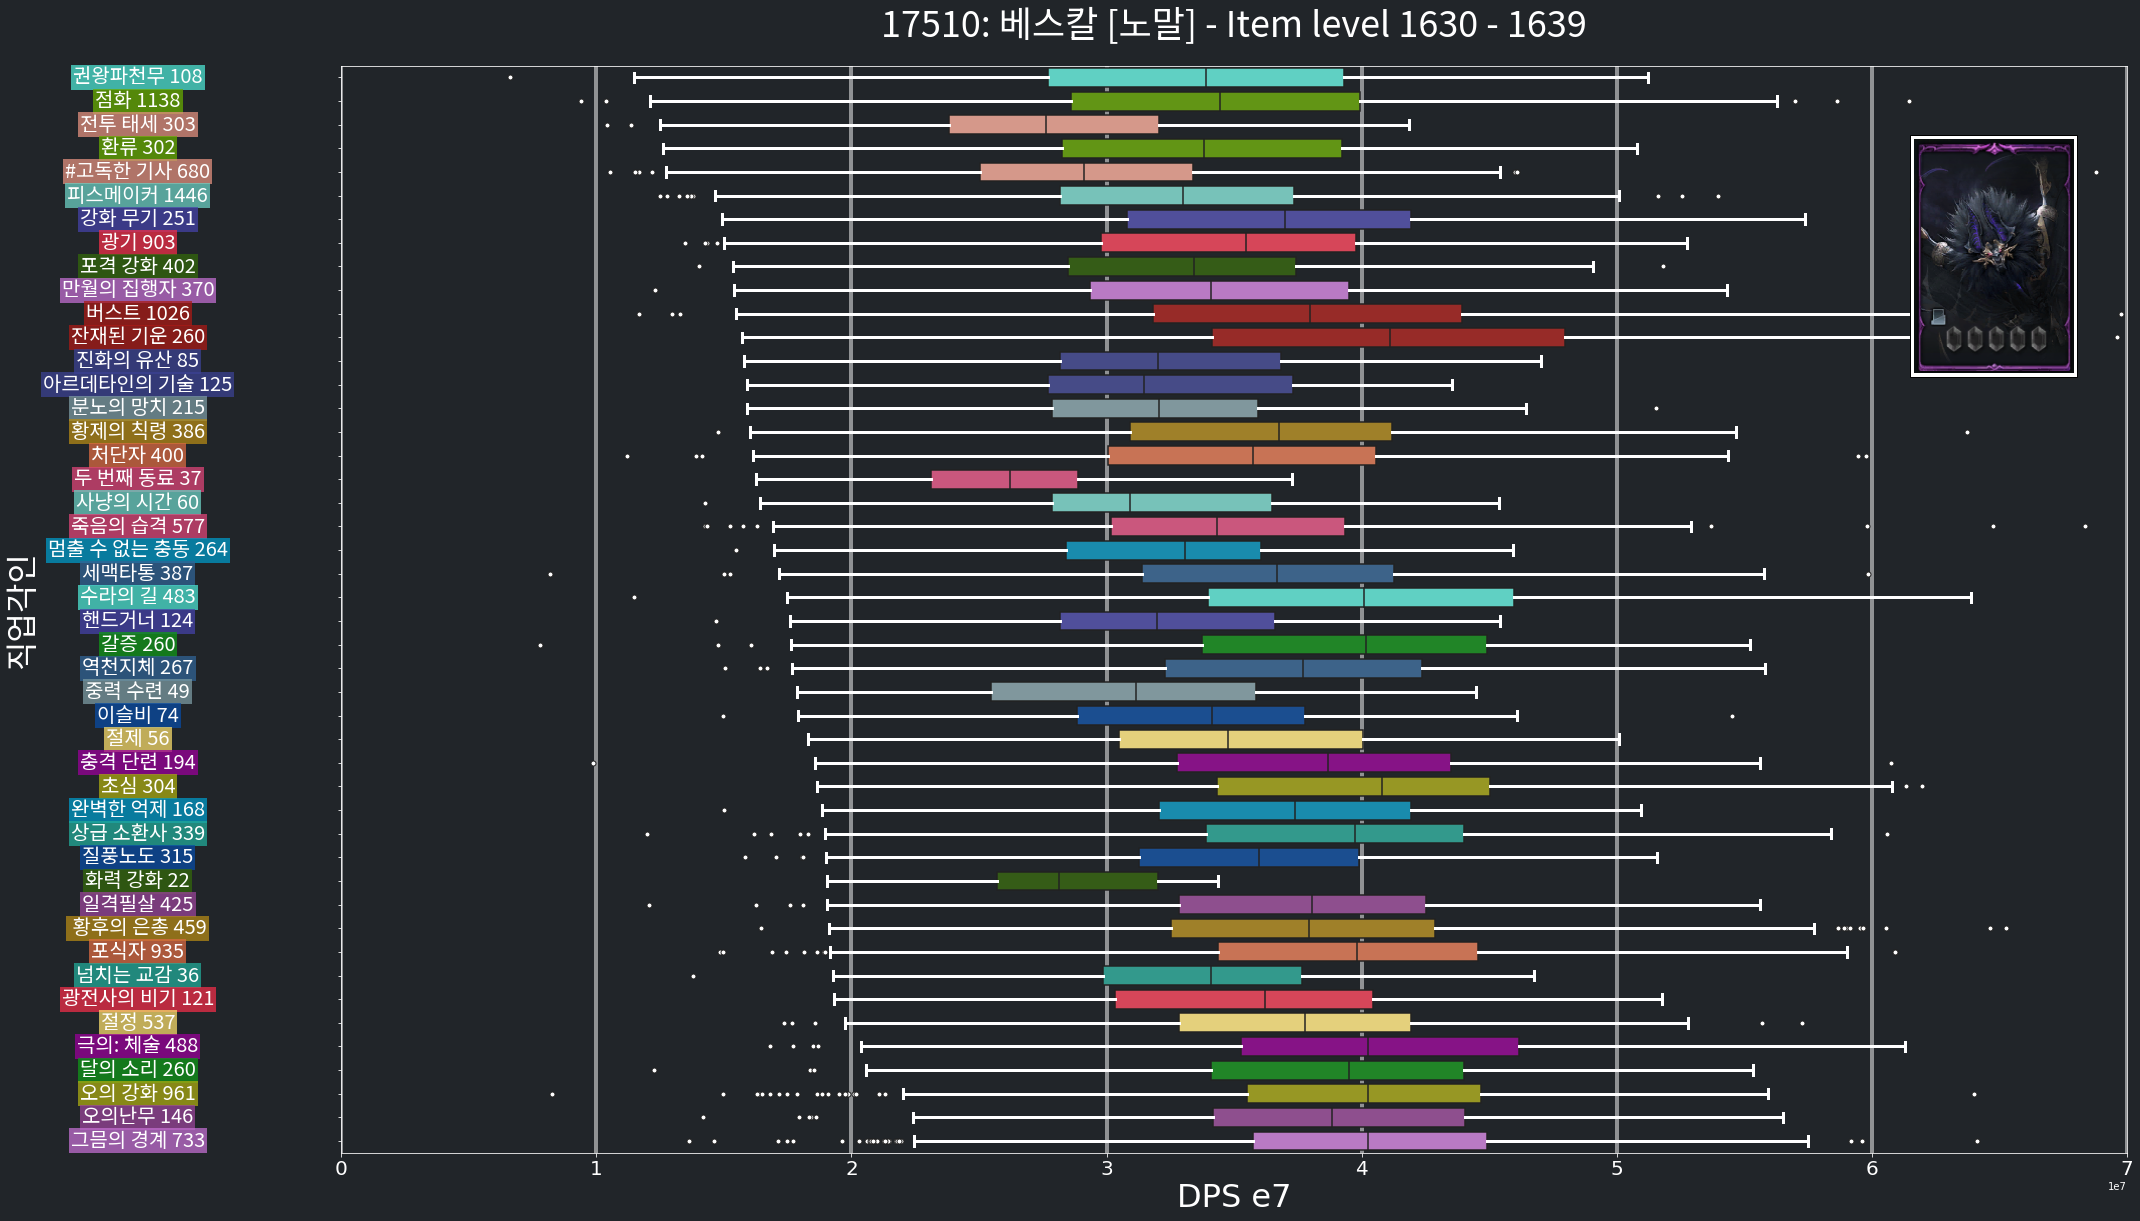 17510: 베스칼 [노말] - Item level 1630 - 1639
직업각인
권왕파천무 108
점화 1138
전투 태세 303
환류 302
#고독한 기사 680
피스메이커 1446
강화 무기 251
광기 903
포격 강화 402
만월의 집행자 370
버스트 1026
잔재된 기운 260
진화의 유산 85
아르데타인의 기술 125
분노의 망치 215
황제의 칙령 386
처단자 400
두 번째 동료 37
사냥의 시간 60
죽음의 습격 577
멈출 수 없는 충동 264
세맥타통 387
수라의 길 483
핸드거너 124
갈증 260
역천지체 267
중력 수련 49
이슬비 74
절제 56
충격 단련 194
초심 304
완벽한 억제 168
상급 소환사 339
질풍노도 315
화력 강화 22
일격필살 425
황후의 은총 459
포식자 935
넘치는 교감 36
광전사의 비기 121
절정 537
극의: 체술 488
달의 소리 260
오의 강화 961
오의난무 146
그믐의 경계 733
0 1 2 3 4 5 6 7
DPS e7
1e7